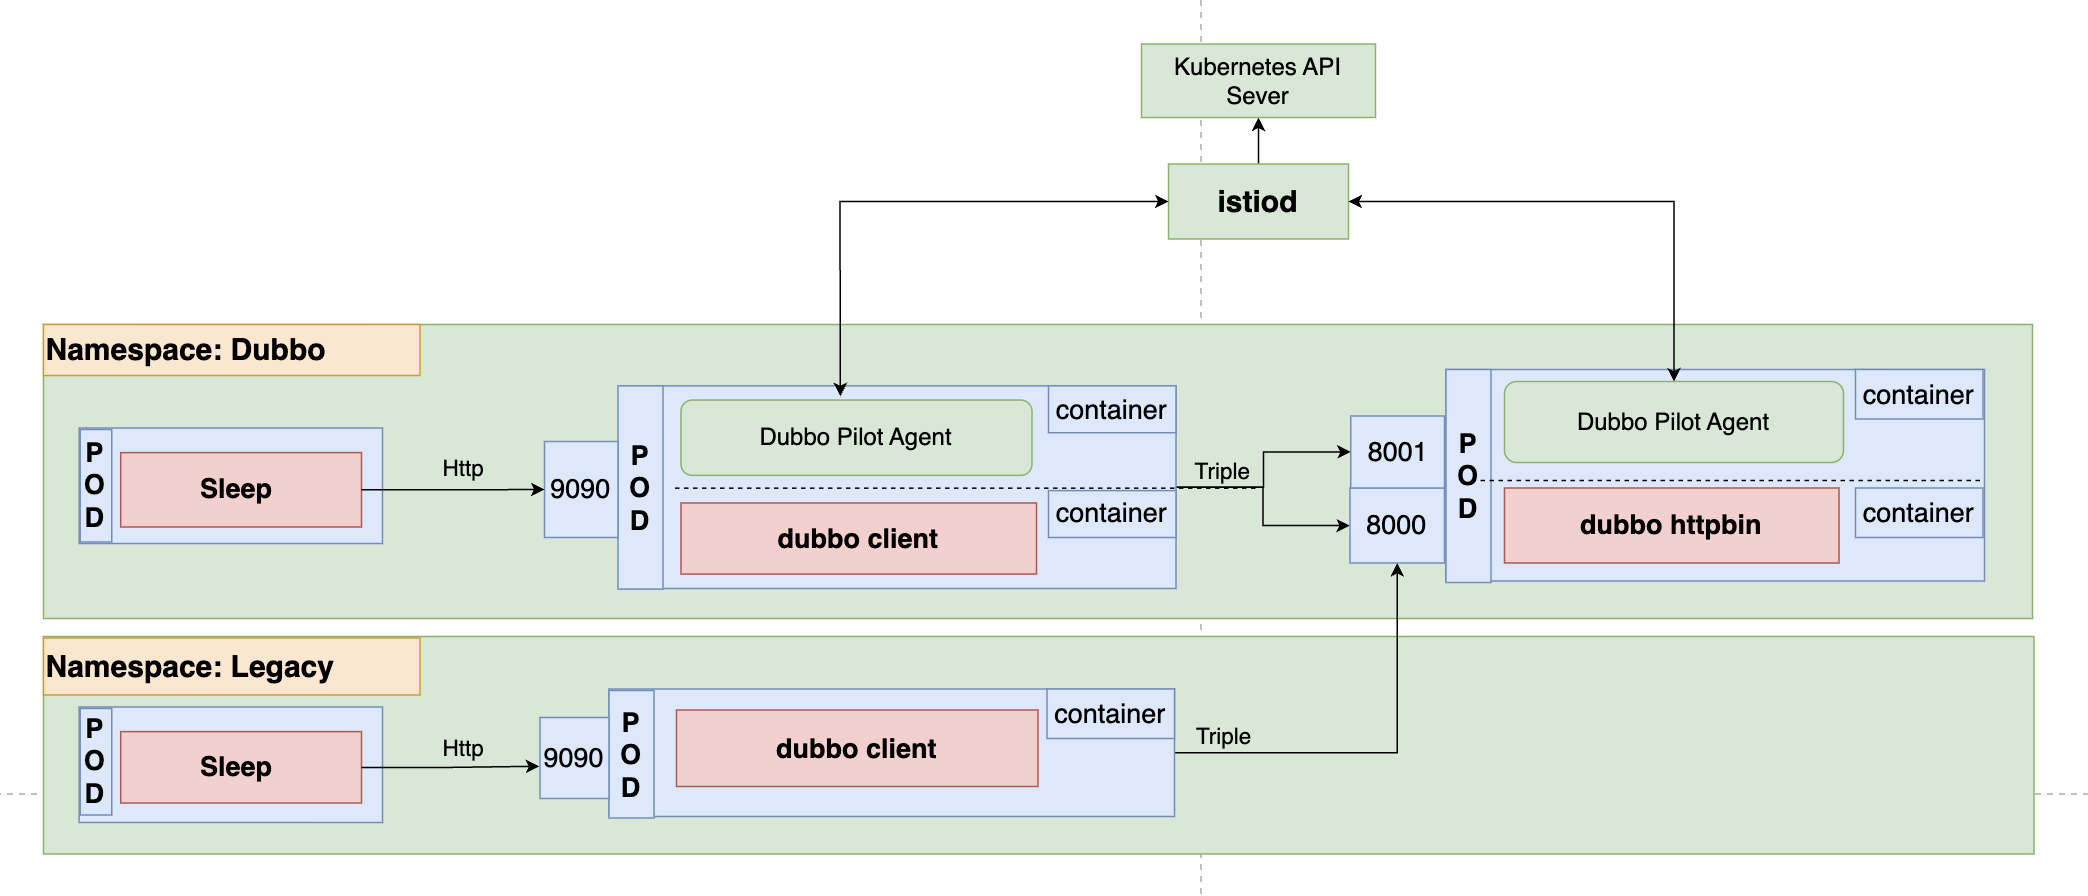 Kubernetes API
Sever
istiod
Namespace: Dubbo
P
O
D
Sleep
Http
9090
P
O
D
Dubbo Pilot Agent
container
dubbo client
container
Triple
8001
8000
P
O
D
Dubbo Pilot Agent
container
dubbo httpbin
container
Namespace: Legacy
P
O
D
Sleep
Http
9090
P
O
D
dubbo client
container
Triple